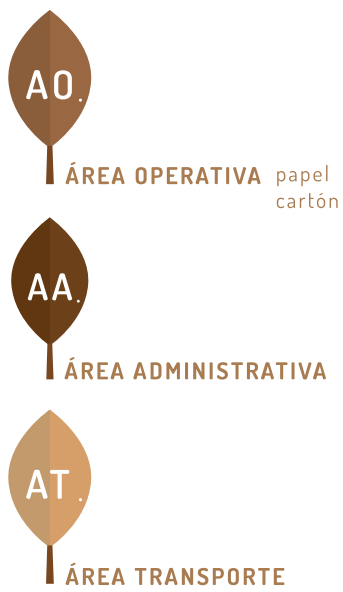 AO.
ÁREA OPERATIVA papel
cartón
AA.
ÁREA ADMINISTRATIVA
AT.
ÁREA TRANSPORTE